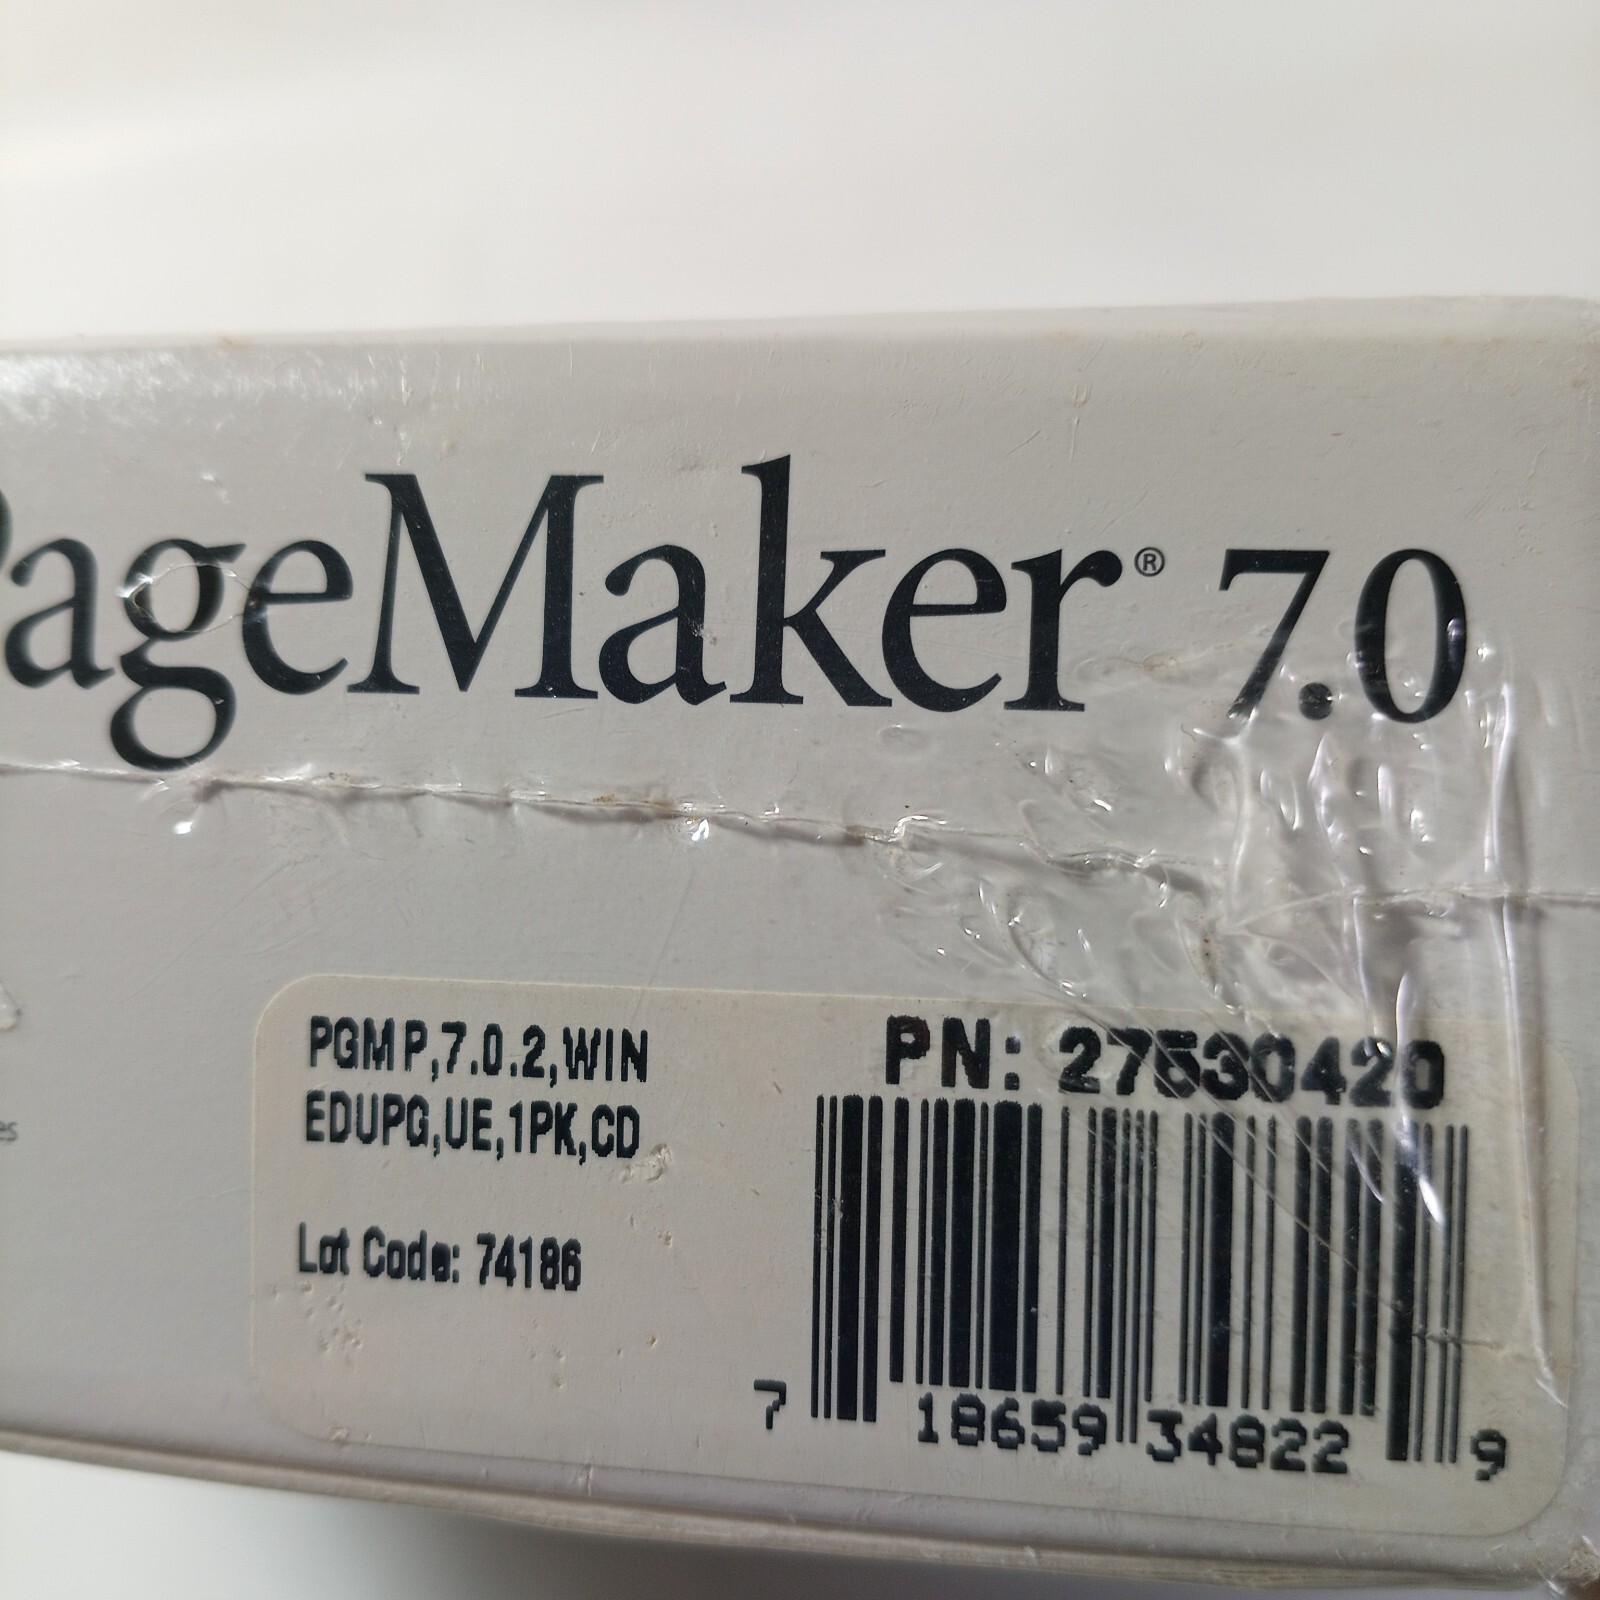 PageMaker® 7.0
es
PGMP,7.0.2,WIN
EDUPG,UE,1PK,CD
Lot Code: 74186
PN: 27530420
7 18659 34822 9